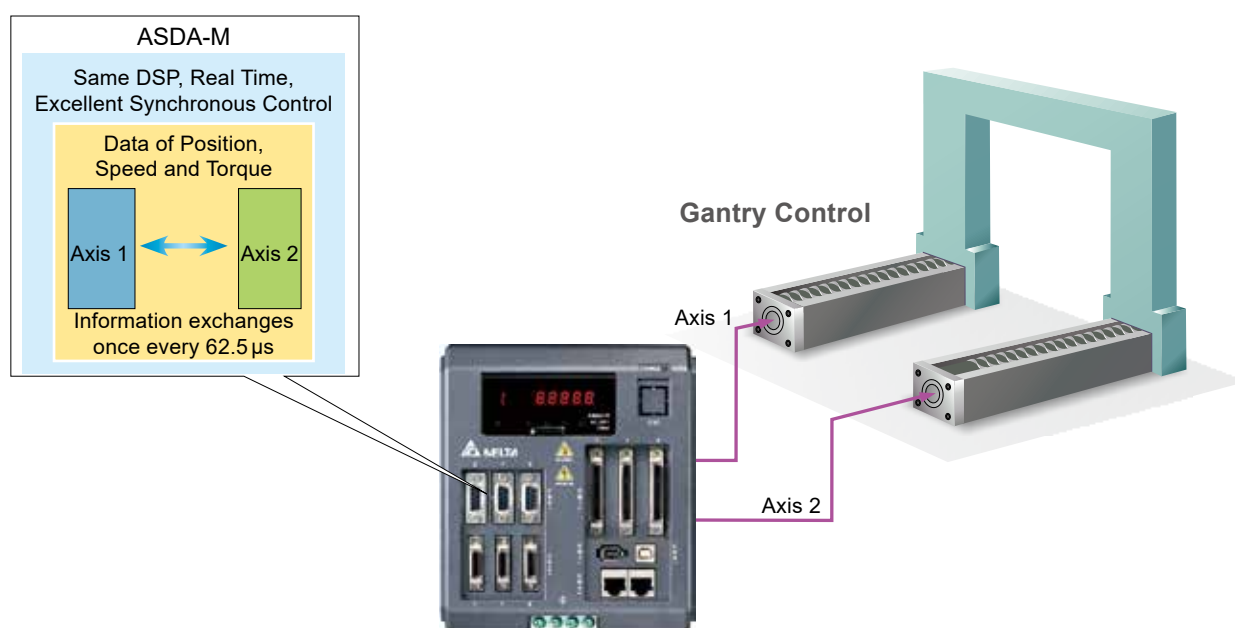 ASDA-M
Same DSP, Real Time,
Excellent Synchronous Control
Data of Position,
Speed and Torque
Axis 1
Axis 2
Information exchanges
once every 62.5 µs
Gantry Control
Axis 1
Axis 2
DELTA